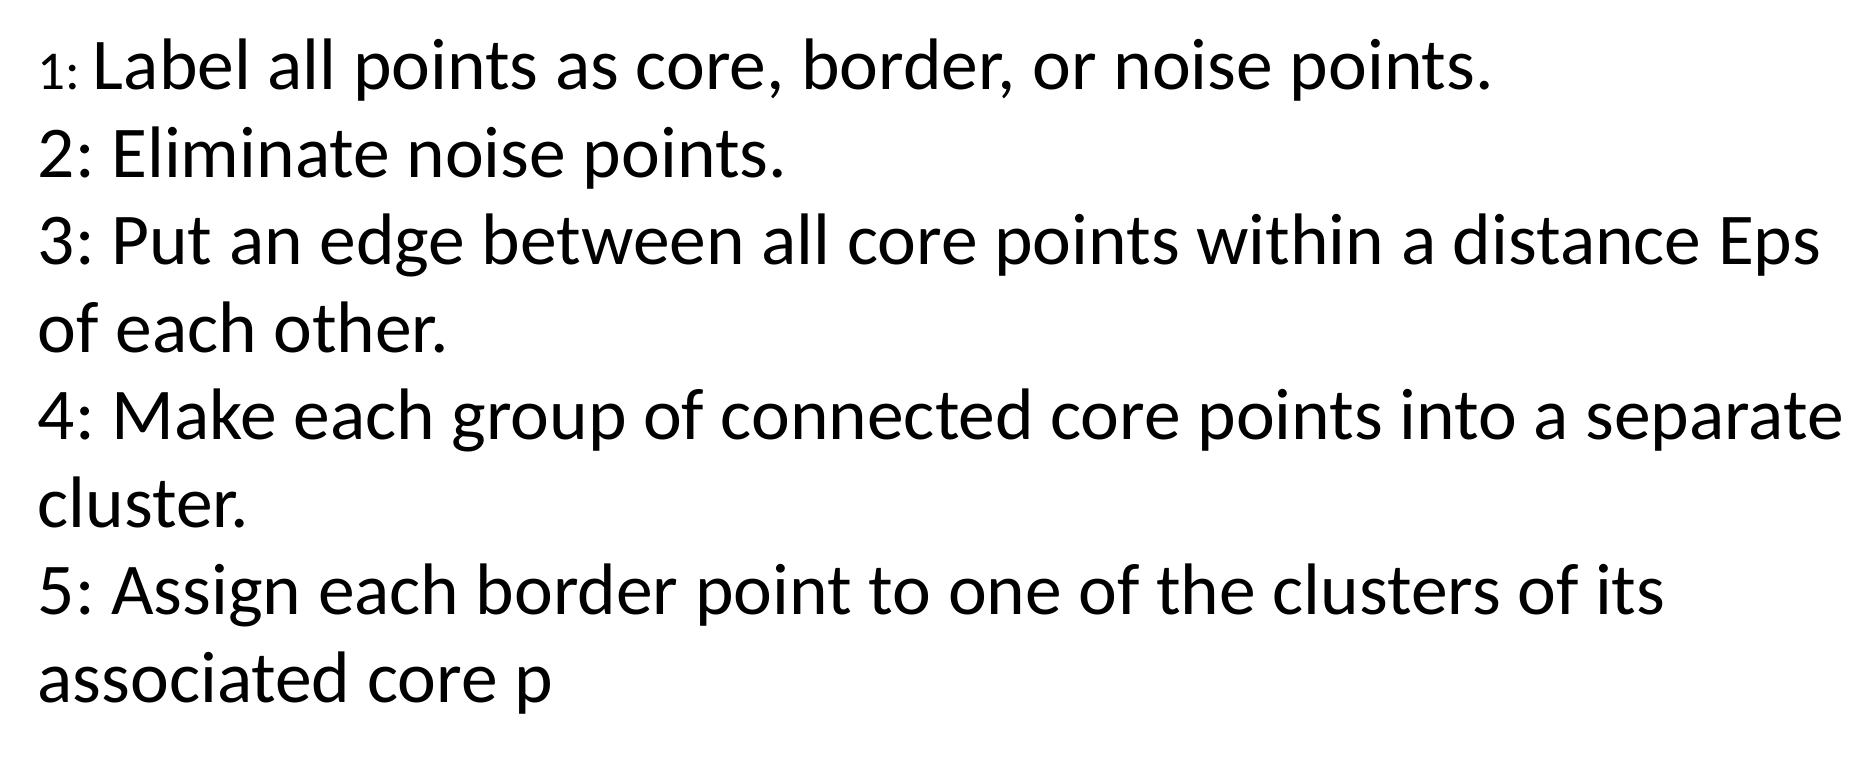 1: Label all points as core, border, or noise points.
2: Eliminate noise points.
3: Put an edge between all core points within a distance Eps
of each other.
4: Make each group of connected core points into a separate
cluster.
5: Assign each border point to one of the clusters of its
associated core p